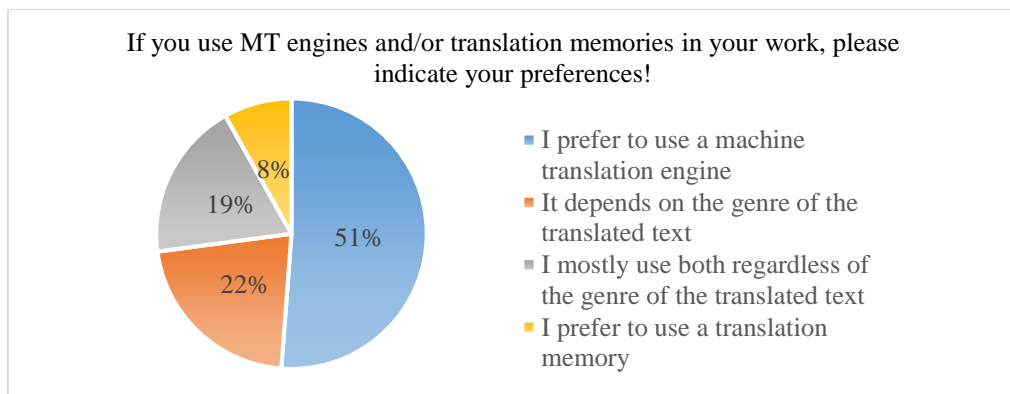 If you use MT engines and/or translation memories in your work, please
indicate your preferences!
8%
19%
51%
22%
I prefer to use a machine
translation engine
It depends on the genre of the
translated text
I mostly use both regardless of
the genre of the translated text
I prefer to use a translation
memory